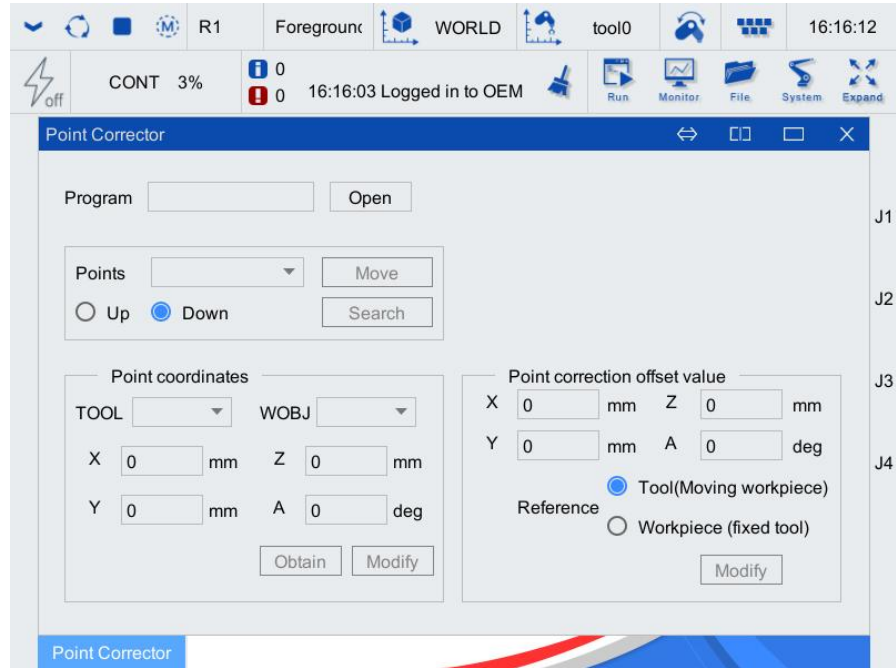 M R1 Foreground WORLD tool0 16:16:12
off CONT 3% 0 0 16:16:03 Logged in to OEM Run Monitor File System Expand
Point Corrector
Program Open
J1
Points Move
Up Down Search
J2
Point coordinates Point correction offset value
J3
TOOL WOBJ X 0 mm Z 0 mm
X 0 mm Z 0 mm Y 0 mm A 0 deg
J4
Y 0 mm A 0 deg Reference Tool(Moving workpiece)
Workpiece (fixed tool)
Obtain Modify Modify
Point Corrector